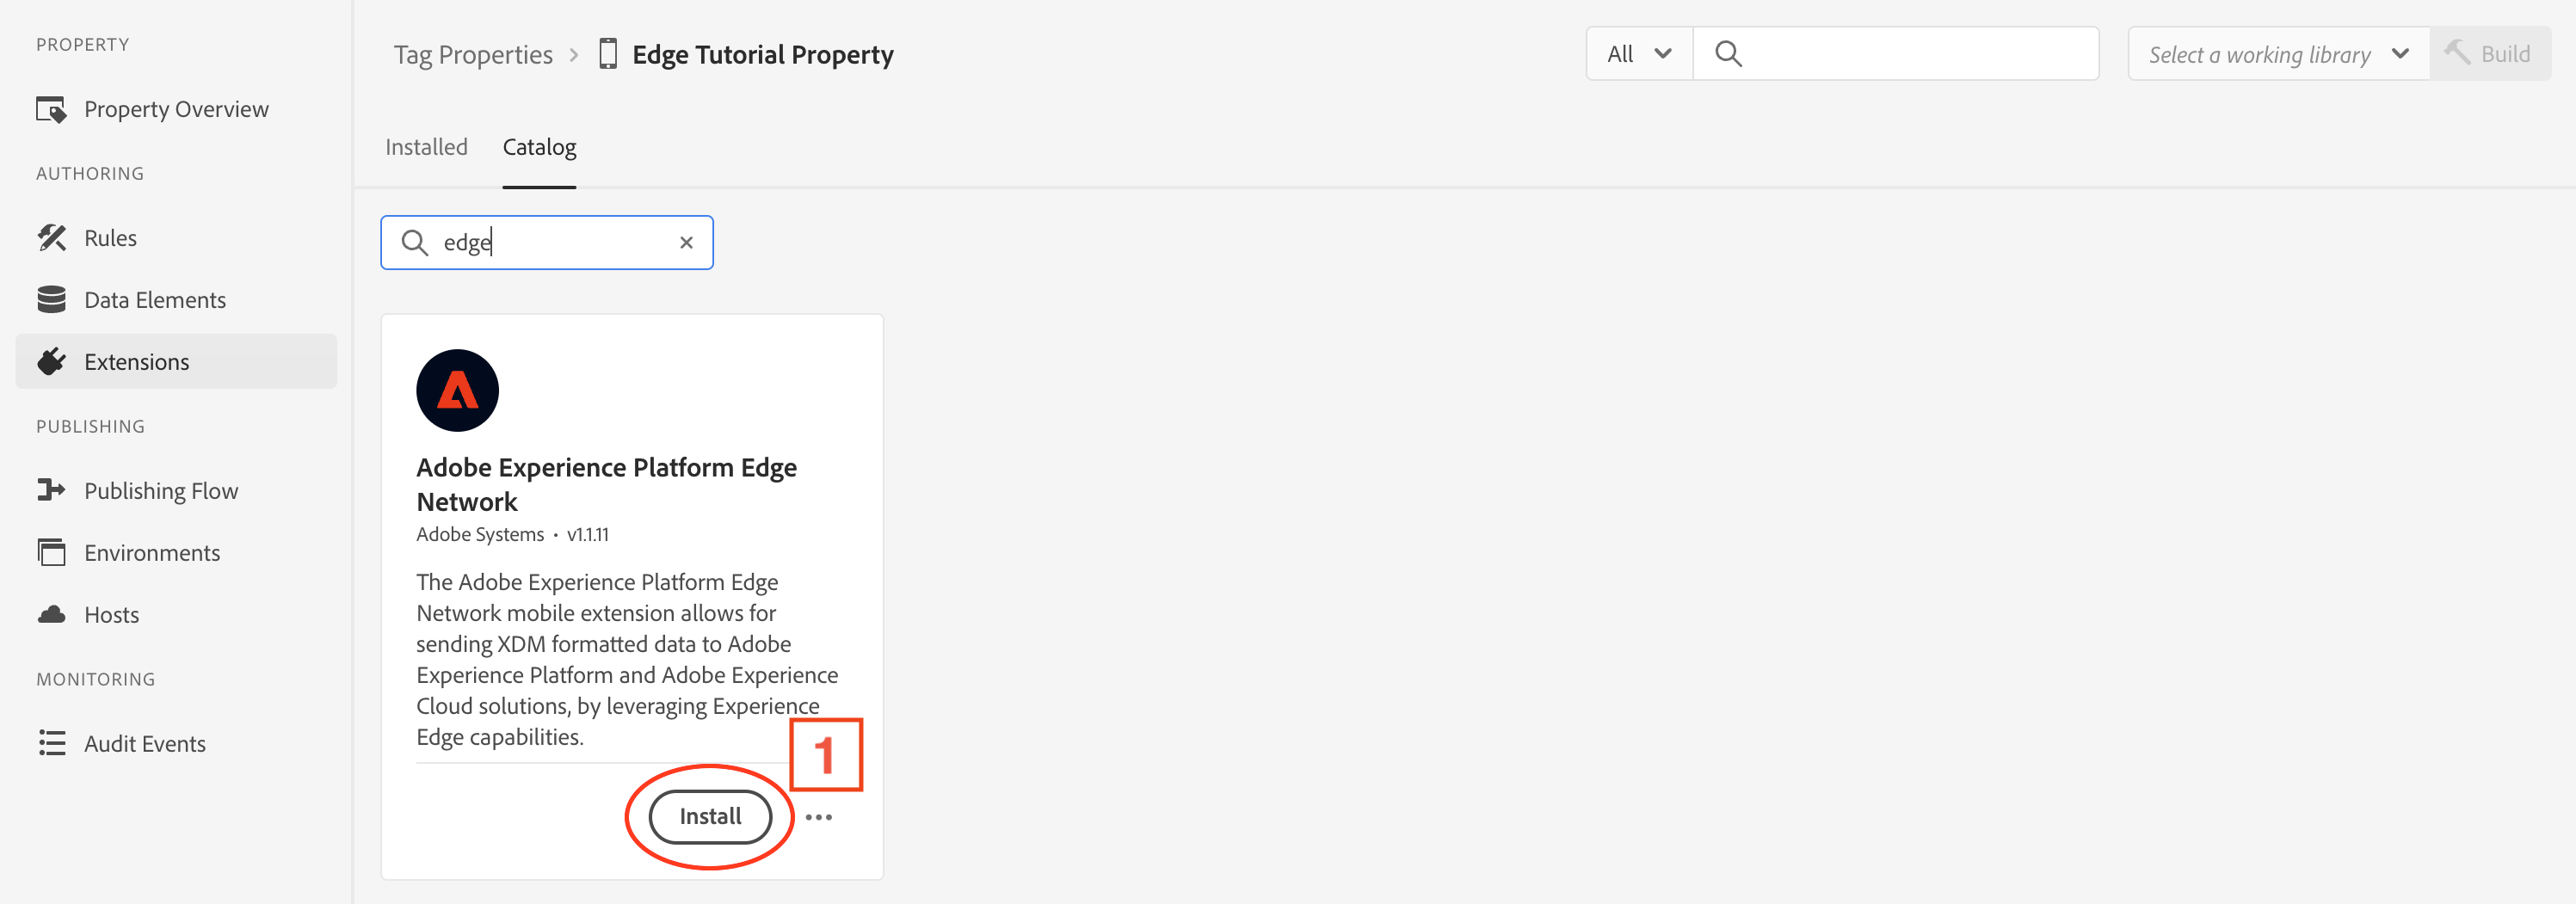 PROPERTY
Property Overview
AUTHORING
Rules
Data Elements
Extensions
PUBLISHING
Publishing Flow
Environments
Hosts
MONITORING
Audit Events
Tag Properties > Edge Tutorial Property
All
Select a working library
Build
Installed
Catalog
edge
Adobe Experience Platform Edge
Network
Adobe Systems • v1.1.11
The Adobe Experience Platform Edge
Network mobile extension allows for
sending XDM formatted data to Adobe
Experience Platform and Adobe Experience
Cloud solutions, by leveraging Experience
Edge capabilities.
1
Install